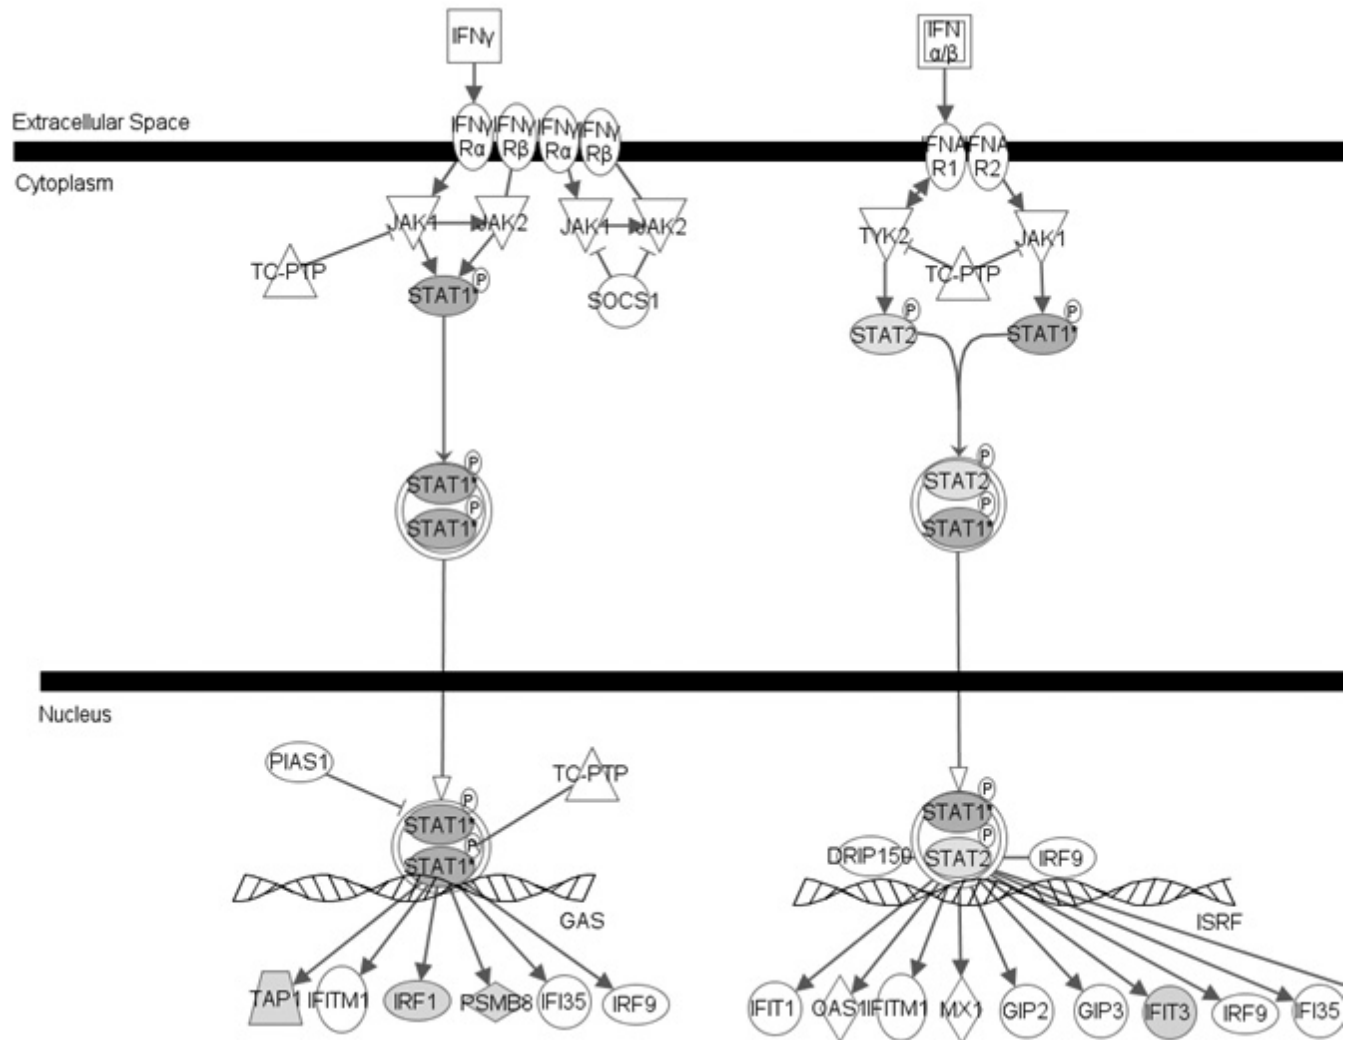 IFNγ
IFN
α/β
Extracellular Space
IFNγ
Rα
IFNγ
Rβ
IFNγ
Rα
IFNγ
Rβ
IFNA
R1
IFNA
R2
Cytoplasm
JAK1
JAK2
JAK1
JAK2
TYK2
JAK1
TC-PTP
TC-PTP
P
STAT1*
SOCS1
P
STAT2
P
STAT1*
P
STAT1*
P
STAT1*
P
STAT2
P
STAT1*
Nucleus
PIAS1
TC-PTP
P
STAT1*
P
STAT1*
P
STAT1*
P
STAT2
DRIP150
IRF9
GAS
ISRF
TAP1
IFITM1
IRF1
PSMB8
IFI35
IRF9
IFIT1
OAS1
IFITM1
MX1
GIP2
GIP3
IFIT3
IRF9
IFI35